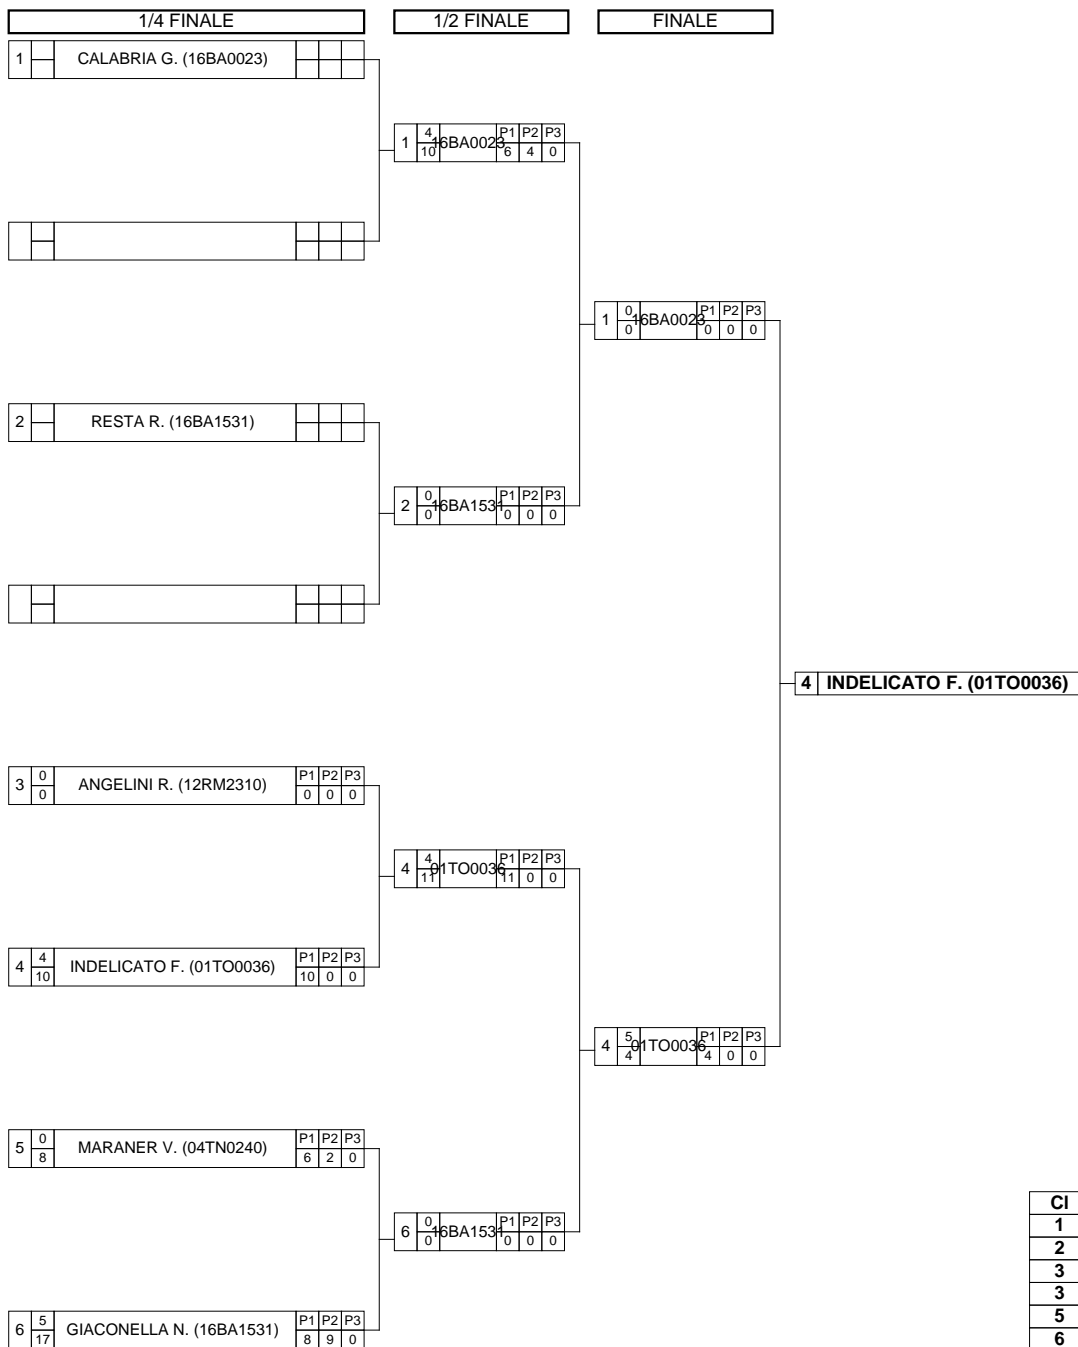 1/4 FINALE 1/2 FINALE FINALE
1 CALABRIA G. (16BA0023)
1 4 10 16BA0023 P1 P2 P3 6 4 0
1 0 0 16BA0023 P1 P2 P3 0 0 0
2 RESTA R. (16BA1531)
2 0 0 16BA1531 P1 P2 P3 0 0 0
4 INDELICATO F. (01TO0036)
3 0 0 ANGELINI R. (12RM2310) P1 P2 P3 0 0 0
4 4 11 01TO0036 P1 P2 P3 11 0 0
4 4 10 INDELICATO F. (01TO0036) P1 P2 P3 10 0 0
4 5 4 01TO0036 P1 P2 P3 4 0 0
5 0 8 MARANER V. (04TN0240) P1 P2 P3 6 2 0
6 0 0 16BA1531 P1 P2 P3 0 0 0
6 5 17 GIACONELLA N. (16BA1531) P1 P2 P3 8 9 0
Cl
1
2
3
3
5
6